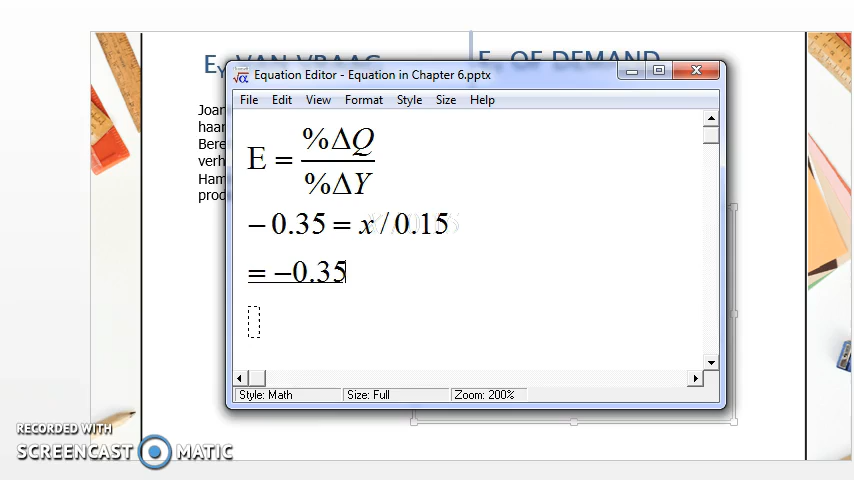 E VAN VRAAG
E OF DEMAND
Equation Editor - Equation in Chapter 6.pptx
File Edit View Format Style Size Help
Joan
haar
Bere
verh
Ham
prod
E = %ΔQ / %ΔY
− 0.35 = x / 0.15
= −0.35
Style: Math Size: Full Zoom: 200%
RECORDED WITH
SCREENCAST MATIC